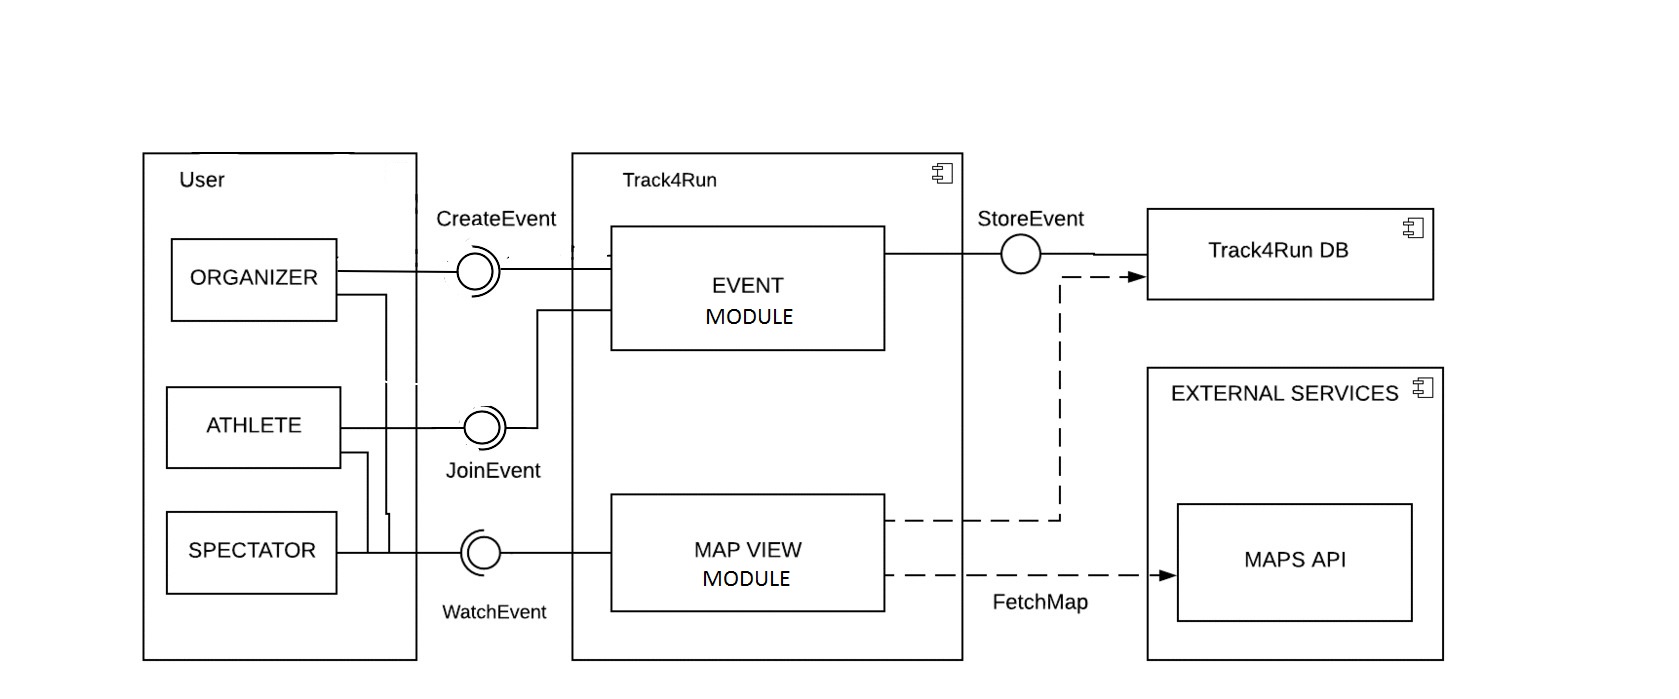 User
ORGANIZER
ATHLETE
SPECTATOR
CreateEvent
JoinEvent
WatchEvent
Track4Run
EVENT
MODULE
MAP VIEW
MODULE
StoreEvent
FetchMap
Track4Run DB
EXTERNAL SERVICES
MAPS API